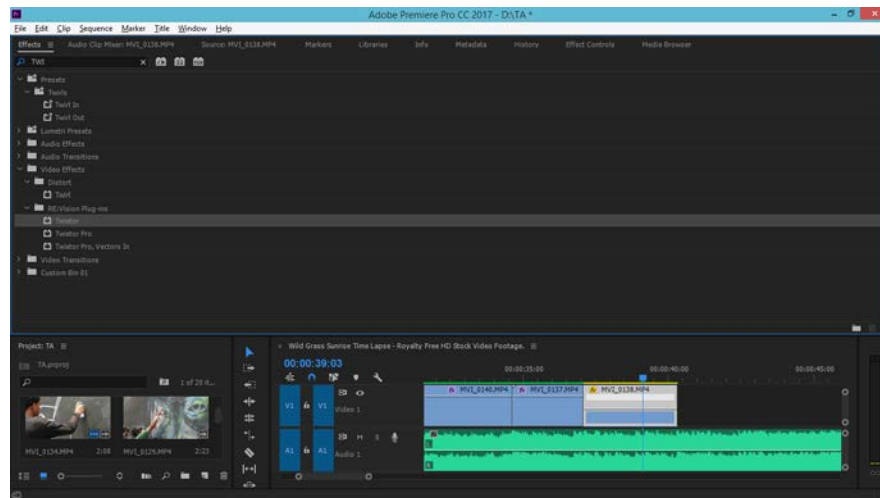 Adobe Premiere Pro CC 2017 - D:\TA *
File Edit Clip Sequence Marker Title Window Help
Effects Audio Clip Mixer: MVI_0138.MP4 Source: MVI_0138.MP4 Markers Libraries Info Metadata History Effect Controls Media Browser
TWI
Presets
Twirls
Twirl In
Twirl Out
Lumetri Presets
Audio Effects
Audio Transitions
Video Effects
Distort
Twirl
RE:Vision Plug-ins
Twixtor
Twixtor Pro
Twixtor Pro, Vectors In
Video Transitions
Custom Bin 01
Project: TA
TA.prproj
1 of 20 it...
MVI_0134.MP4 2:08 MVI_0125.MP4 2:23
Wild Grass Sunrise Time Lapse - Royalty Free HD Stock Video Footage.
00:00:39:03
00:00:35:00 00:00:40:00 00:00:45:00
V1 V1 Video 1
MVI_0140.MP4 MVI_0137.MP4 MVI_0138.MP4
A1 A1 M S
Audio 1